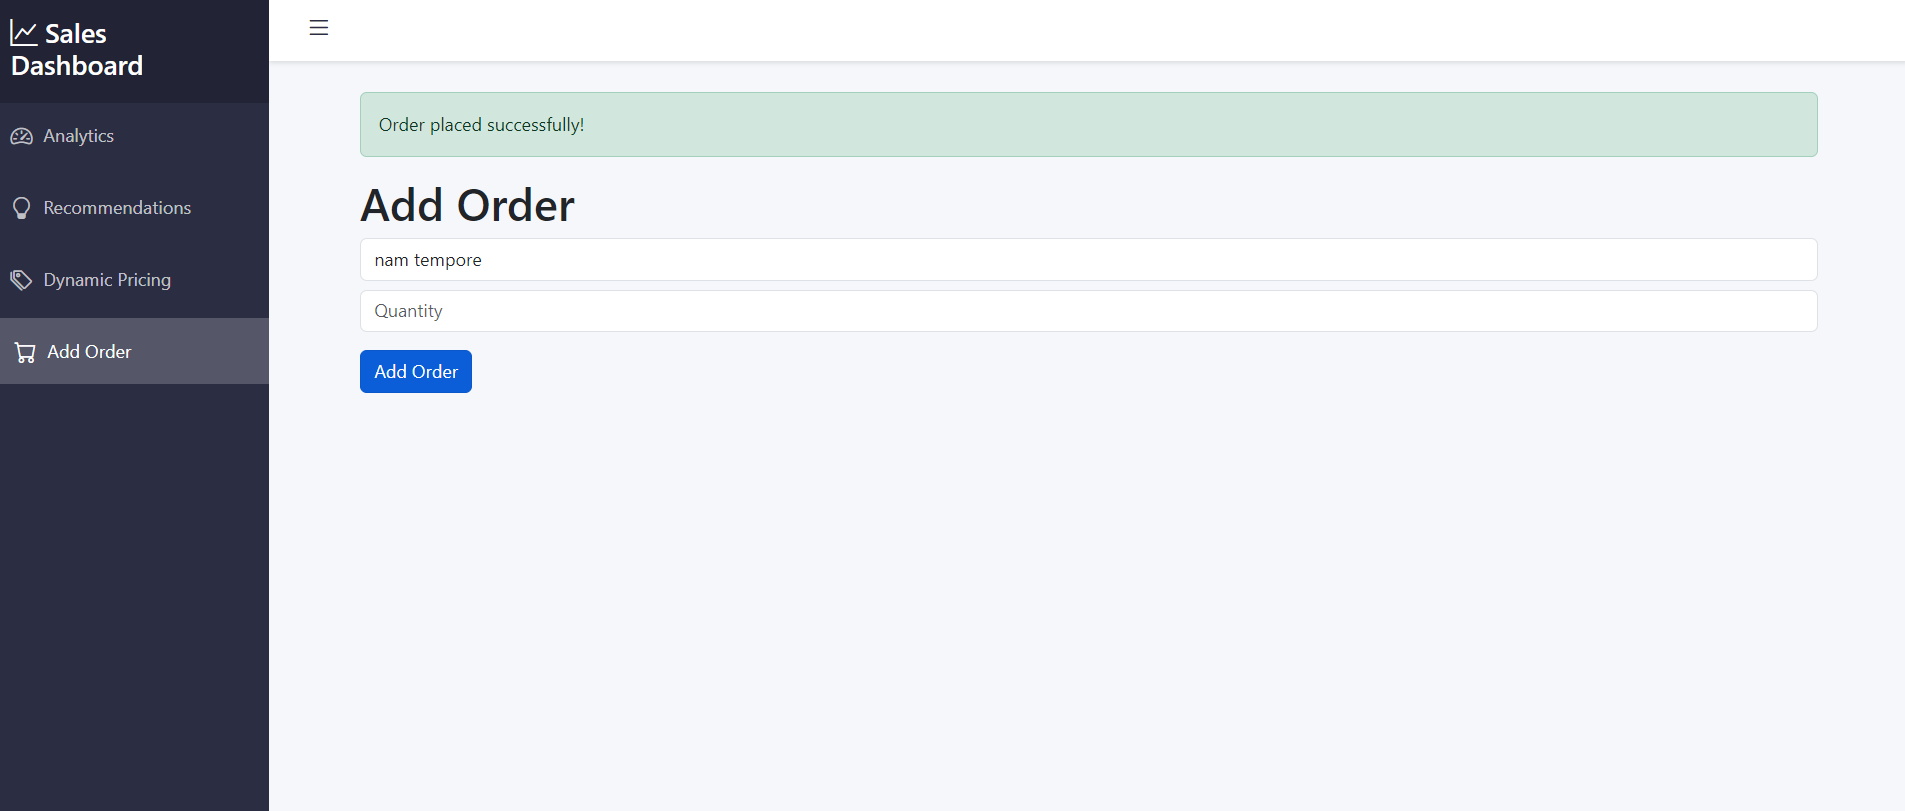 Sales
Dashboard
Analytics
Recommendations
Dynamic Pricing
Add Order
Order placed successfully!
Add Order
nam tempore
Quantity
Add Order